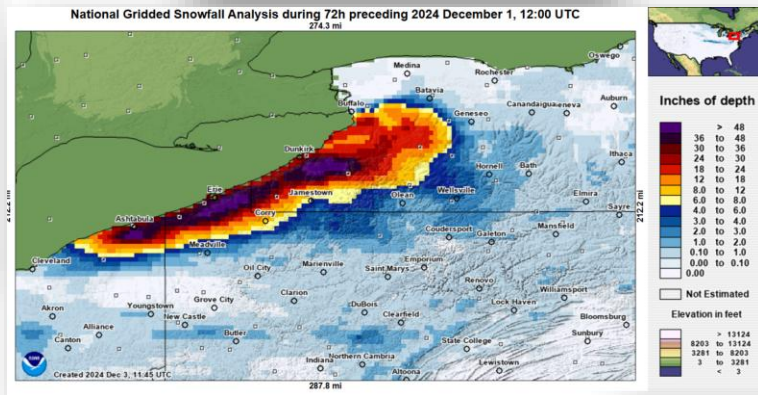 National Gridded Snowfall Analysis during 72h preceding 2024 December 1, 12:00 UTC
274.3 mi
Oswego
Medina
Rochester
Batavia
Buffalo
Geneseo
Canandaigua
Geneva
Auburn
Dunkirk
Ithaca
Hornell
Bath
Erie
Jamestown
Olean
Wellsville
Elmira
Sayre
212.2 mi
212.2 mi
Ashtabula
Corry
Coudersport
Galeton
Mansfield
Meadville
Cleveland
Oil City
Marienville
Saint Marys
Emporium
Renovo
Williamsport
Akron
Youngstown
Grove City
Clarion
DuBois
Lock Haven
Bloomsburg
New Castle
Clearfield
Alliance
Canton
Butler
State College
Sunbury
Indiana
Northern Cambria
Altoona
Lewistown
Created 2024 Dec 3, 11:45 UTC
287.8 mi
Inches of depth
> 48
36 to 48
30 to 36
24 to 30
18 to 24
12 to 18
8.0 to 12
6.0 to 8.0
4.0 to 6.0
3.0 to 4.0
2.0 to 3.0
1.0 to 2.0
0.10 to 1.0
0.00 to 0.10
0.00
Not Estimated
Elevation in feet
> 13124
8203 to 13124
3281 to 8203
3 to 3281
< 3